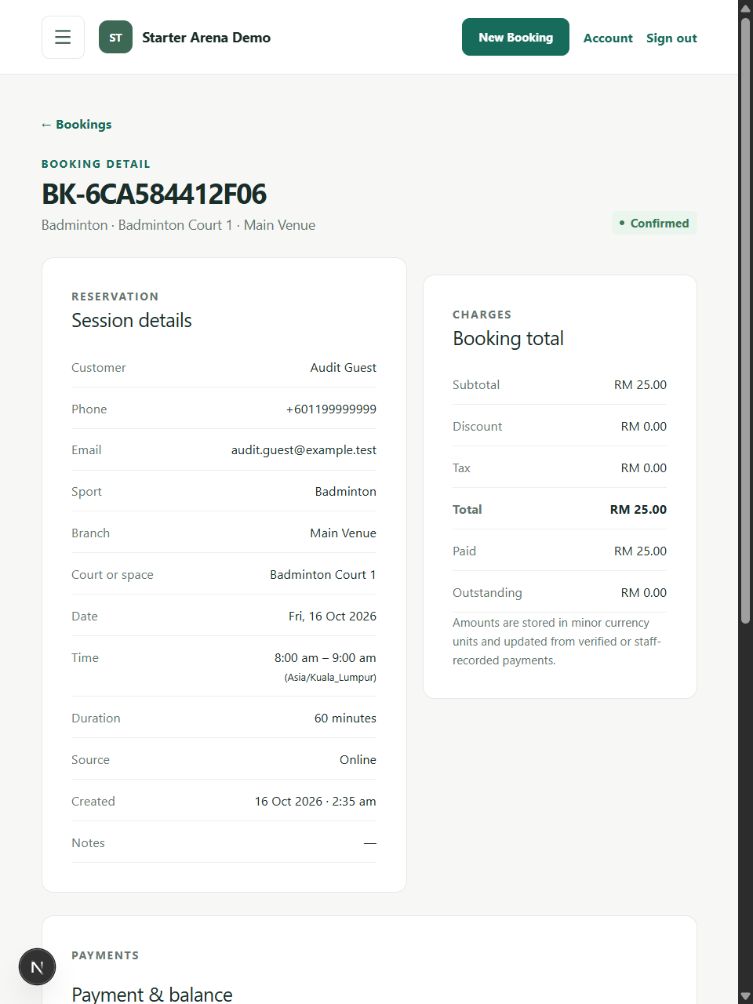 ST
Starter Arena Demo
New Booking
Account
Sign out
← Bookings
BOOKING DETAIL
BK-6CA584412F06
Badminton · Badminton Court 1 · Main Venue
Confirmed
RESERVATION
Session details
Customer Audit Guest
Phone +601199999999
Email audit.guest@example.test
Sport Badminton
Branch Main Venue
Court or space Badminton Court 1
Date Fri, 16 Oct 2026
Time 8:00 am – 9:00 am
(Asia/Kuala_Lumpur)
Duration 60 minutes
Source Online
Created 16 Oct 2026 · 2:35 am
Notes —
CHARGES
Booking total
Subtotal RM 25.00
Discount RM 0.00
Tax RM 0.00
Total RM 25.00
Paid RM 25.00
Outstanding RM 0.00
Amounts are stored in minor currency
units and updated from verified or staff-
recorded payments.
PAYMENTS
Payment & balance
N